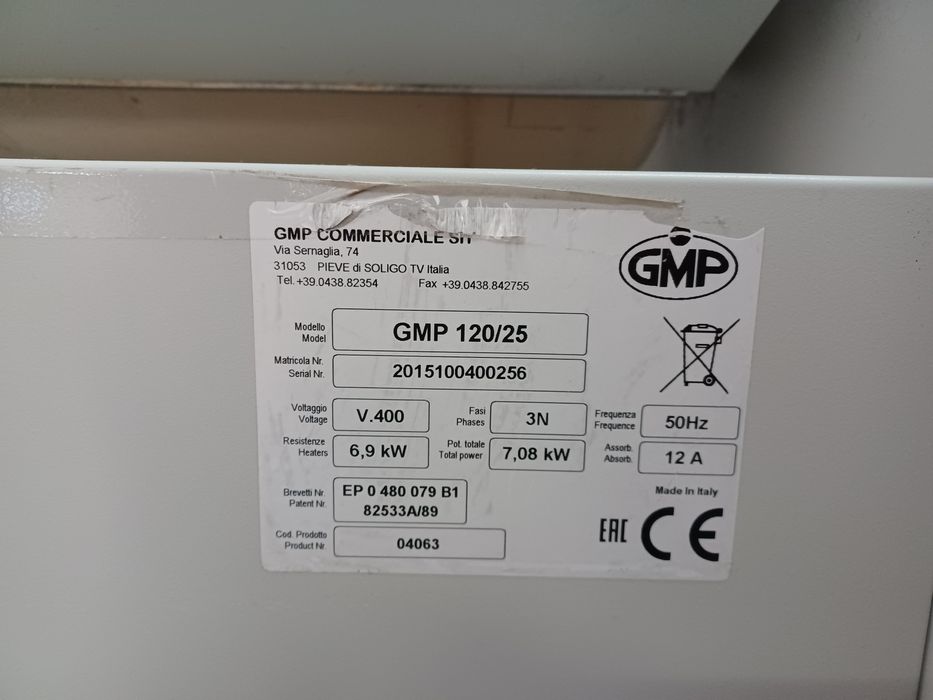 GMP COMMERCIALE Srl
Via Sernaglia, 74
31053 PIEVE di SOLIGO TV Italia
Tel. +39.0438.82354 Fax +39.0438.842755
GMP
Modello
Model
GMP 120/25
Matricola Nr.
Serial Nr.
2015100400256
Voltaggio
Voltage
V.400
Fasi
Phases
3N
Frequenza
Frequence
50Hz
Resistenze
Heaters
6,9 kW
Pot. totale
Total power
7,08 kW
Assorb.
Absorb.
12 A
Brevetti Nr.
Patent Nr.
EP 0 480 079 B1
82533A/89
Made In Italy
Cod. Prodotto
Product Nr.
04063
EAC CE